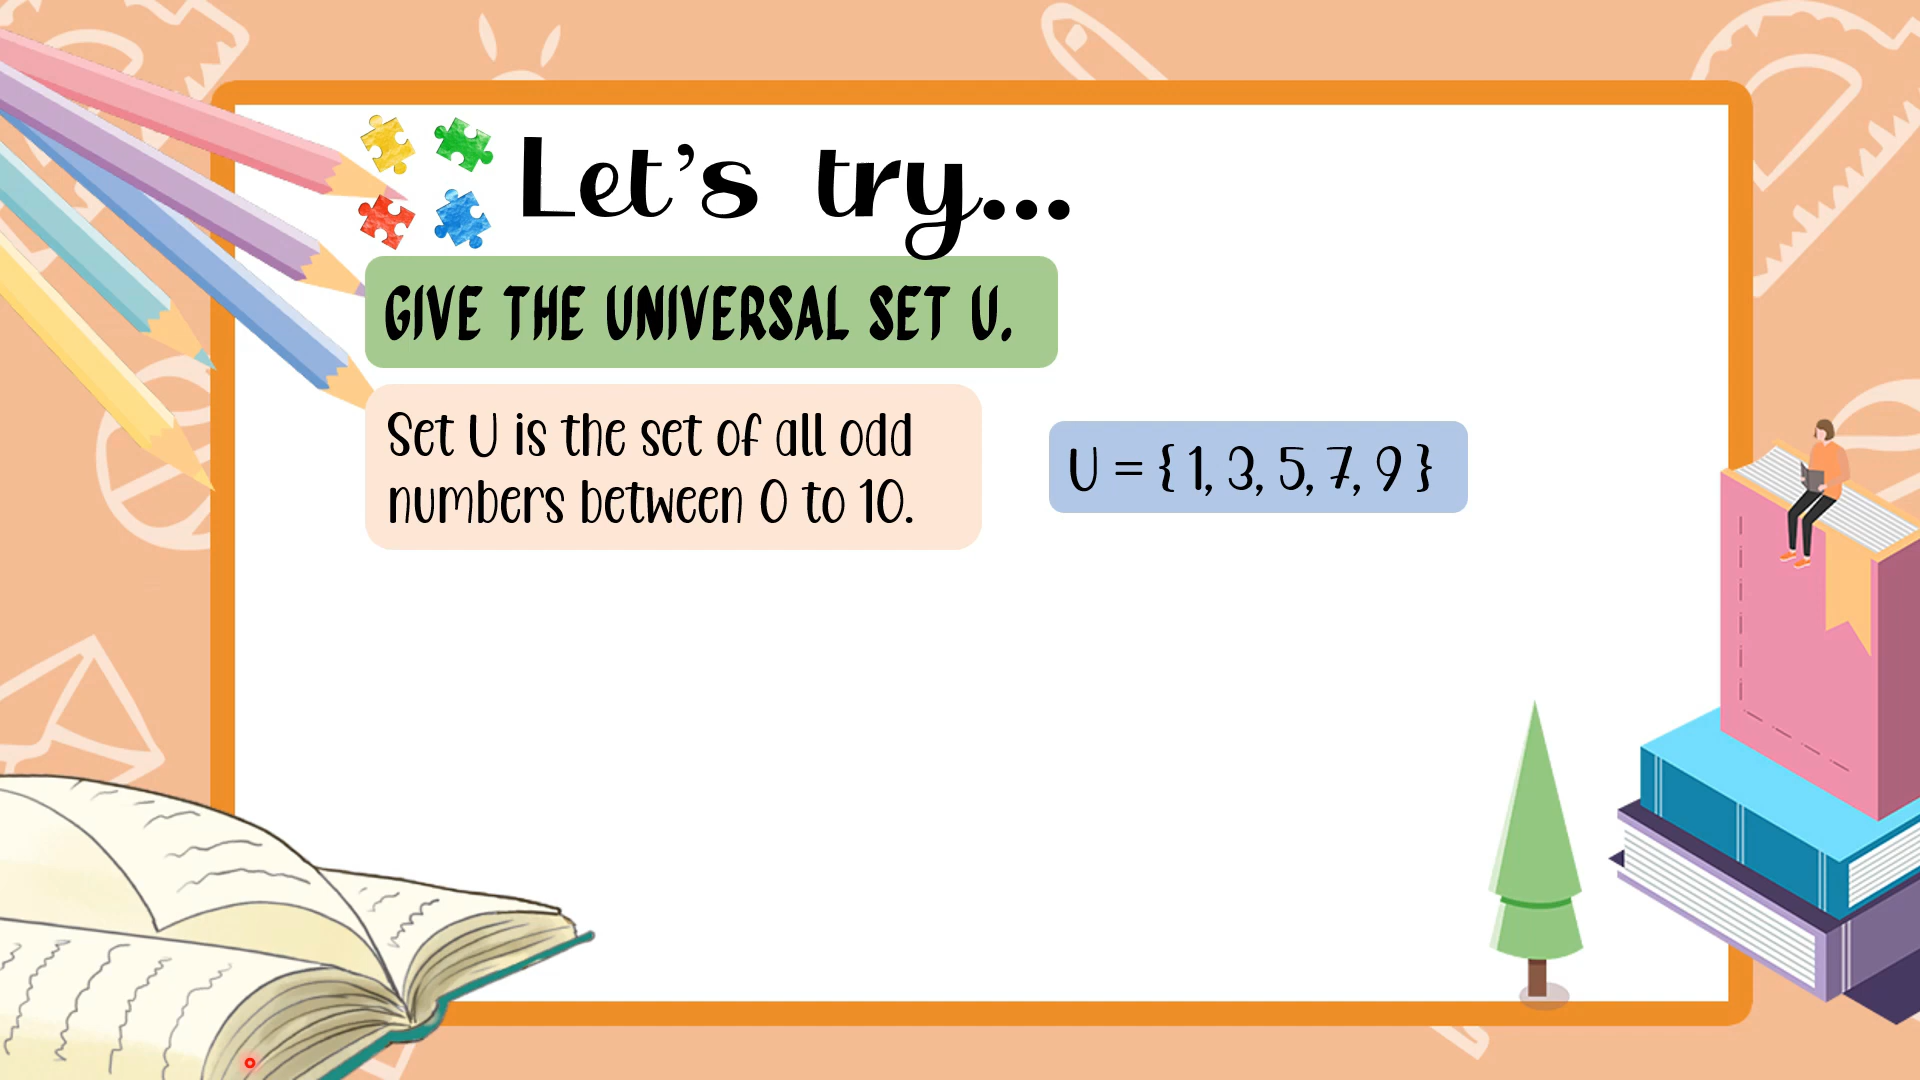 Let's try...
GIVE THE UNIVERSAL SET U.
Set U is the set of all odd
numbers between 0 to 10.
U = { 1, 3, 5, 7, 9 }